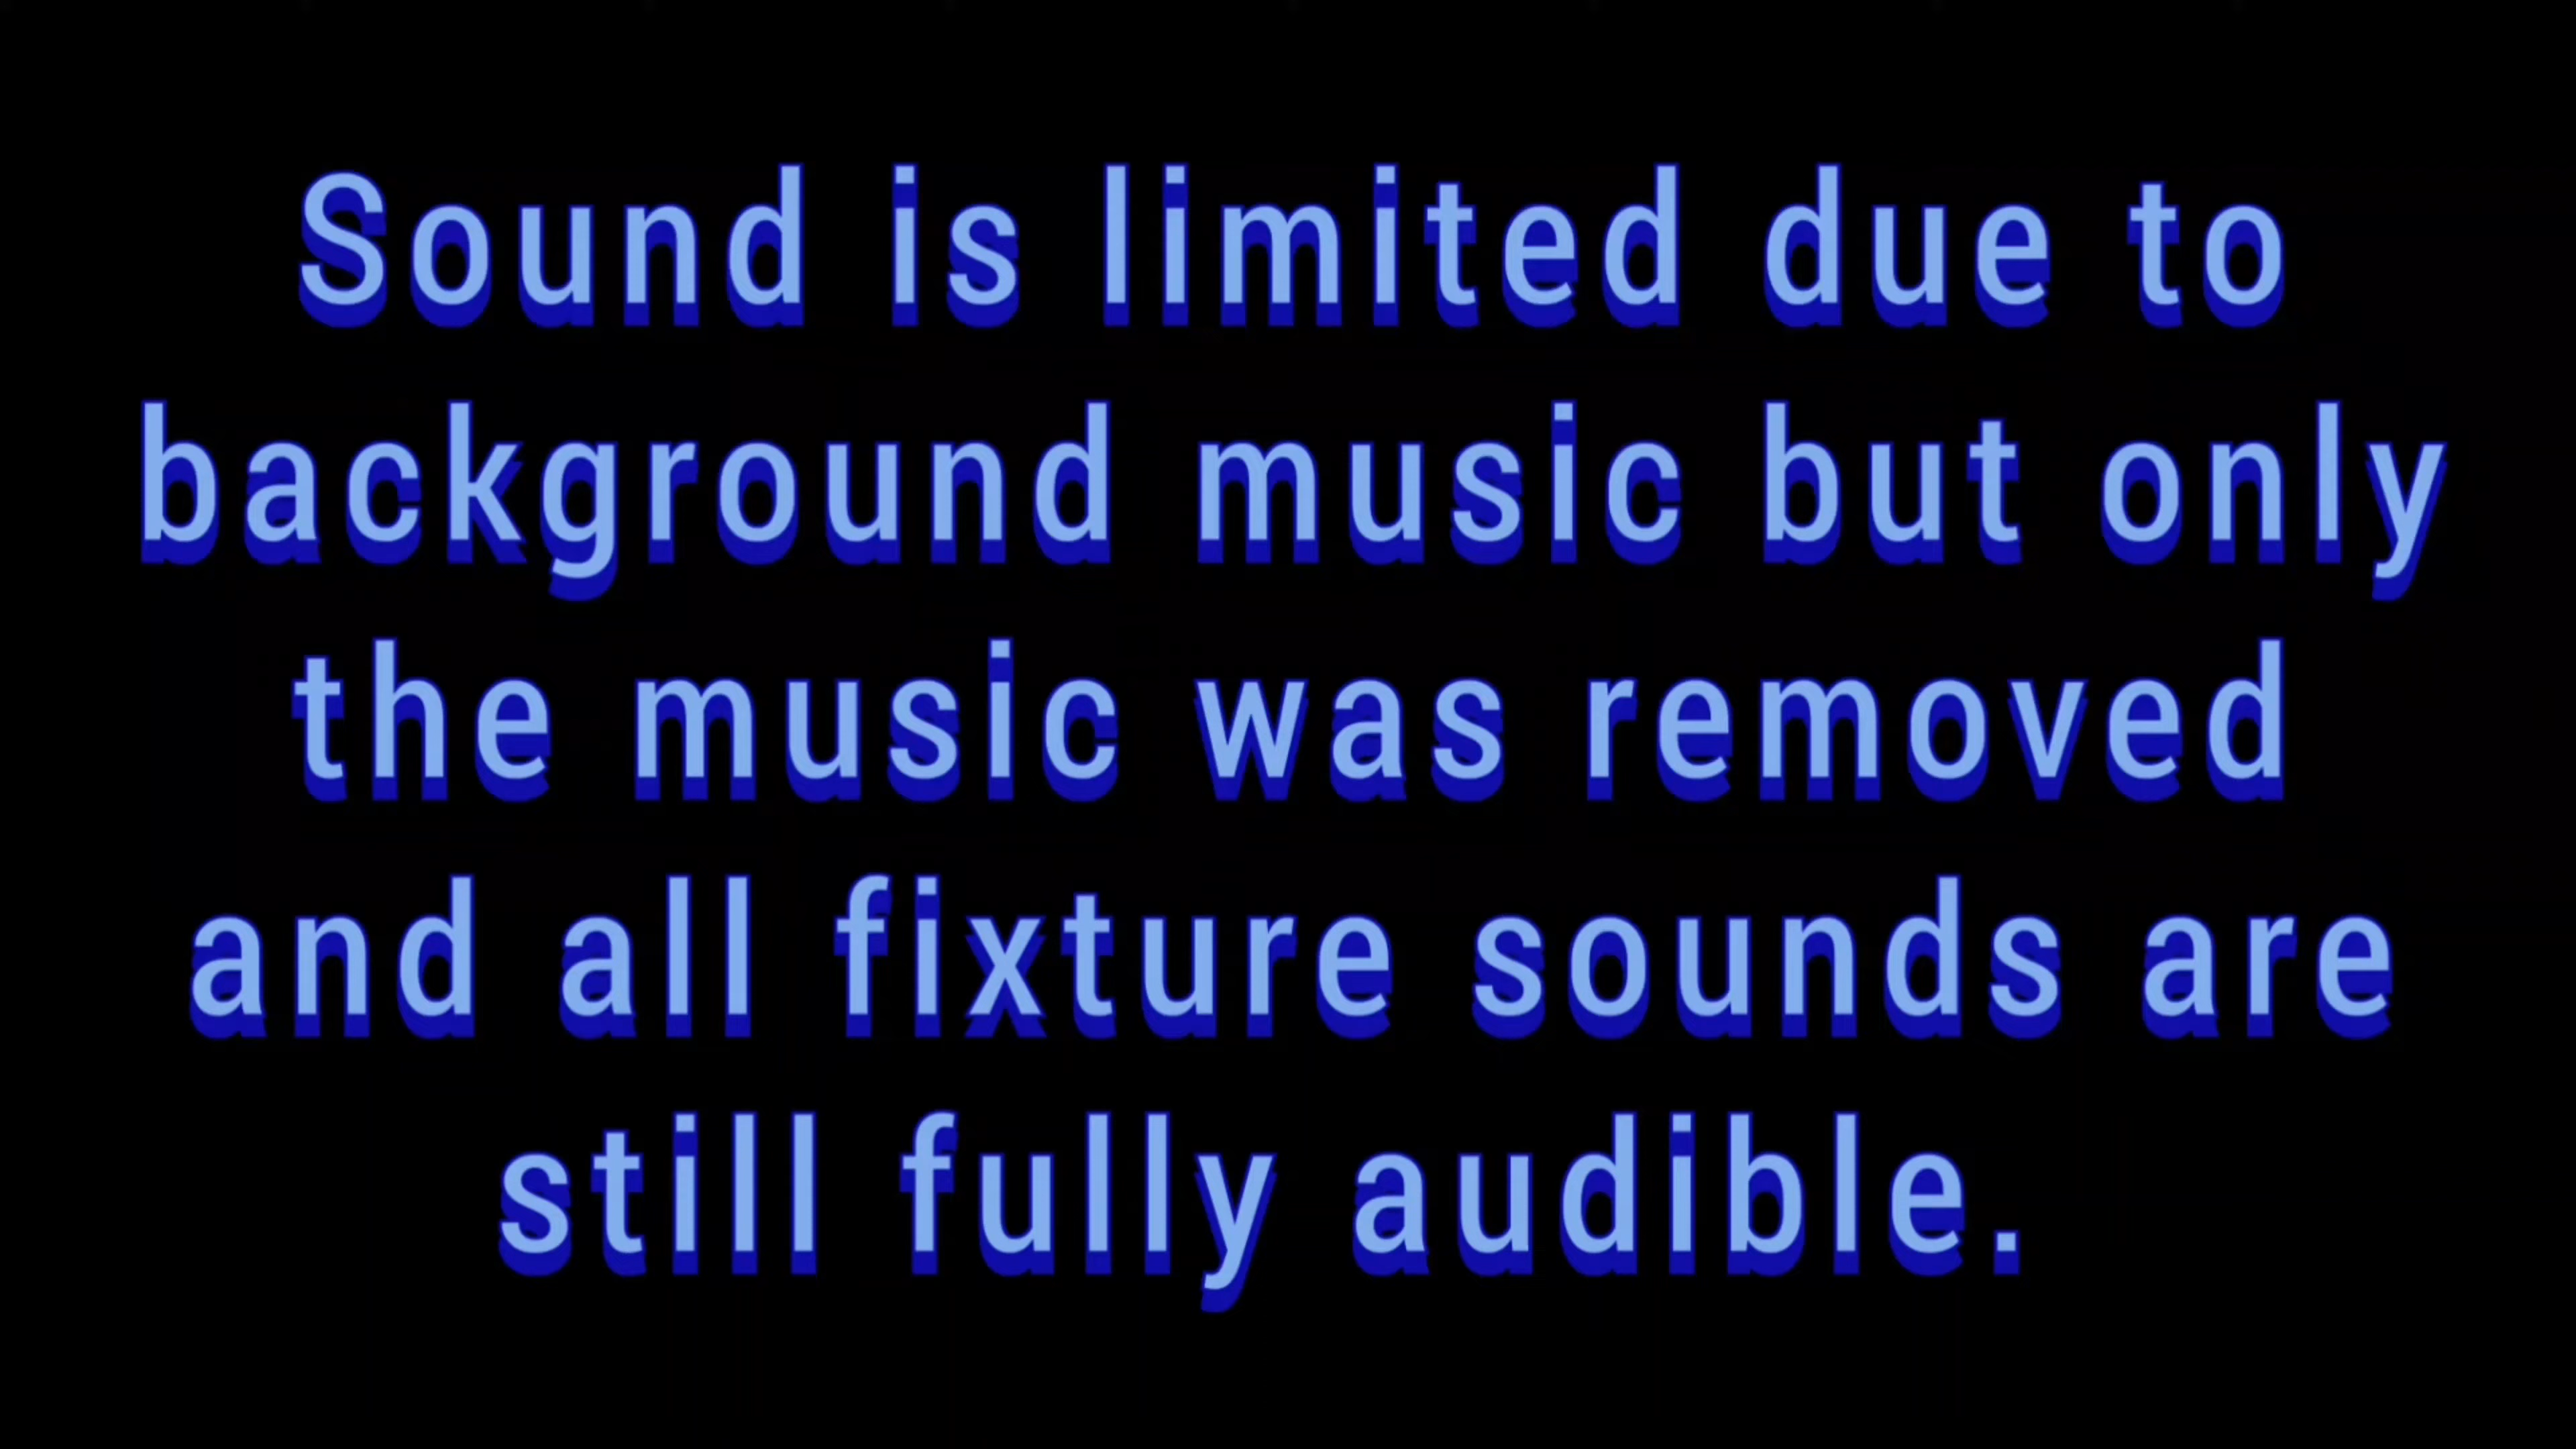 Sound is limited due to
background music but only
the music was removed
and all fixture sounds are
still fully audible.